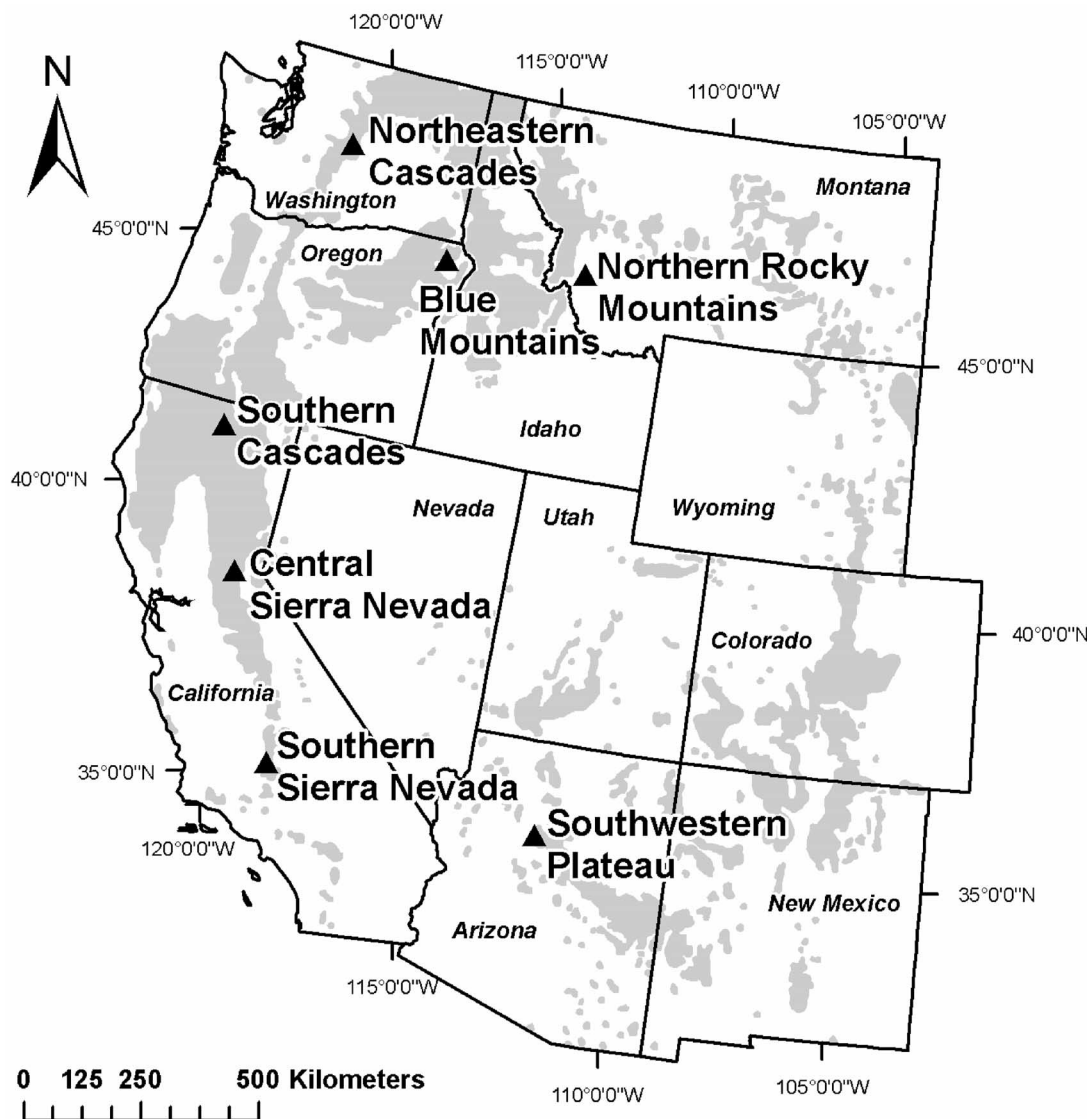 120°0'0"W
115°0'0"W
110°0'0"W
105°0'0"W
N
Northeastern
Cascades
Washington
Montana
45°0'0"N
Oregon
Northern Rocky
Mountains
Blue
Mountains
45°0'0"N
Southern
Cascades
Idaho
40°0'0"N
Nevada
Utah
Wyoming
Central
Sierra Nevada
Colorado
40°0'0"N
California
Southern
Sierra Nevada
35°0'0"N
Southwestern
Plateau
120°0'0"W
35°0'0"N
New Mexico
Arizona
115°0'0"W
110°0'0"W
105°0'0"W
0 125 250 500 Kilometers